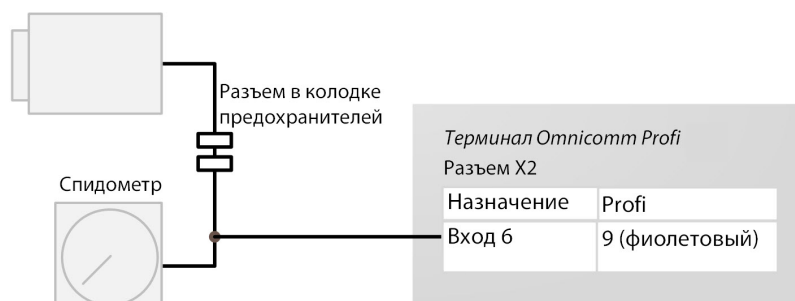 Разъем в колодке
предохранителей
Спидометр
Терминал Omnicomm Profi
Разъем X2
Назначение Profi
Вход 6 9 (фиолетовый)